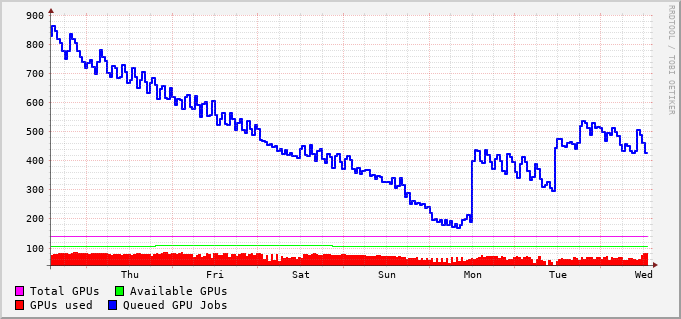 900
800
700
600
500
400
300
200
100
Thu Fri Sat Sun Mon Tue Wed
Total GPUs Available GPUs
GPUs used Queued GPU Jobs
RRDTOOL / TOBI OETIKER